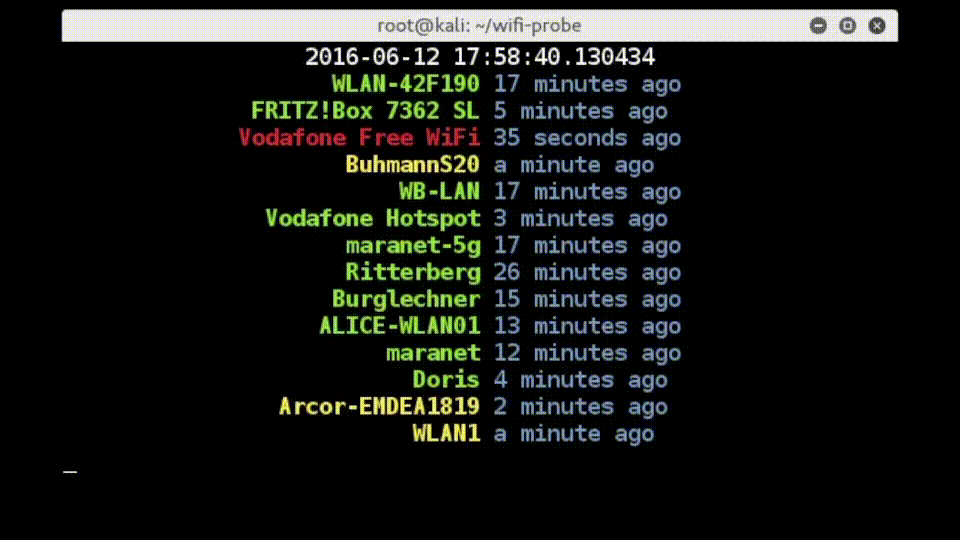 root@kali: ~/wifi-probe
2016-06-12 17:58:40.130434
WLAN-42F190 17 minutes ago
FRITZ!Box 7362 SL 5 minutes ago
Vodafone Free WiFi 35 seconds ago
BuhmannS20 a minute ago
WB-LAN 17 minutes ago
Vodafone Hotspot 3 minutes ago
maranet-5g 17 minutes ago
Ritterberg 26 minutes ago
Burglechner 15 minutes ago
ALICE-WLAN01 13 minutes ago
maranet 12 minutes ago
Doris 4 minutes ago
Arcor-EMDEA1819 2 minutes ago
WLAN1 a minute ago